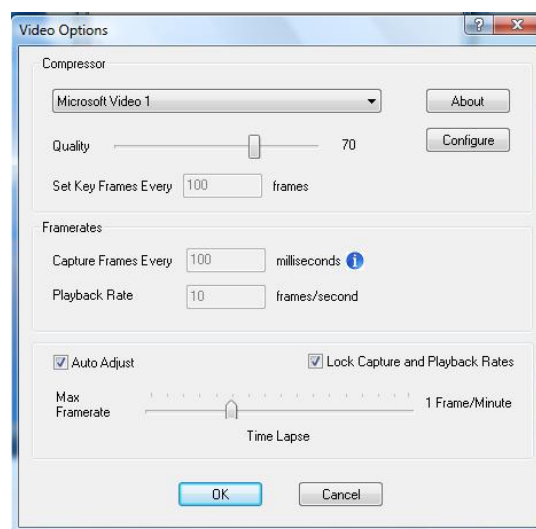 Video Options
Compressor
Microsoft Video 1
About
Quality 70
Configure
Set Key Frames Every 100 frames
Framerates
Capture Frames Every 100 milliseconds
Playback Rate 10 frames/second
Auto Adjust Lock Capture and Playback Rates
Max
Framerate
1 Frame/Minute
Time Lapse
OK Cancel